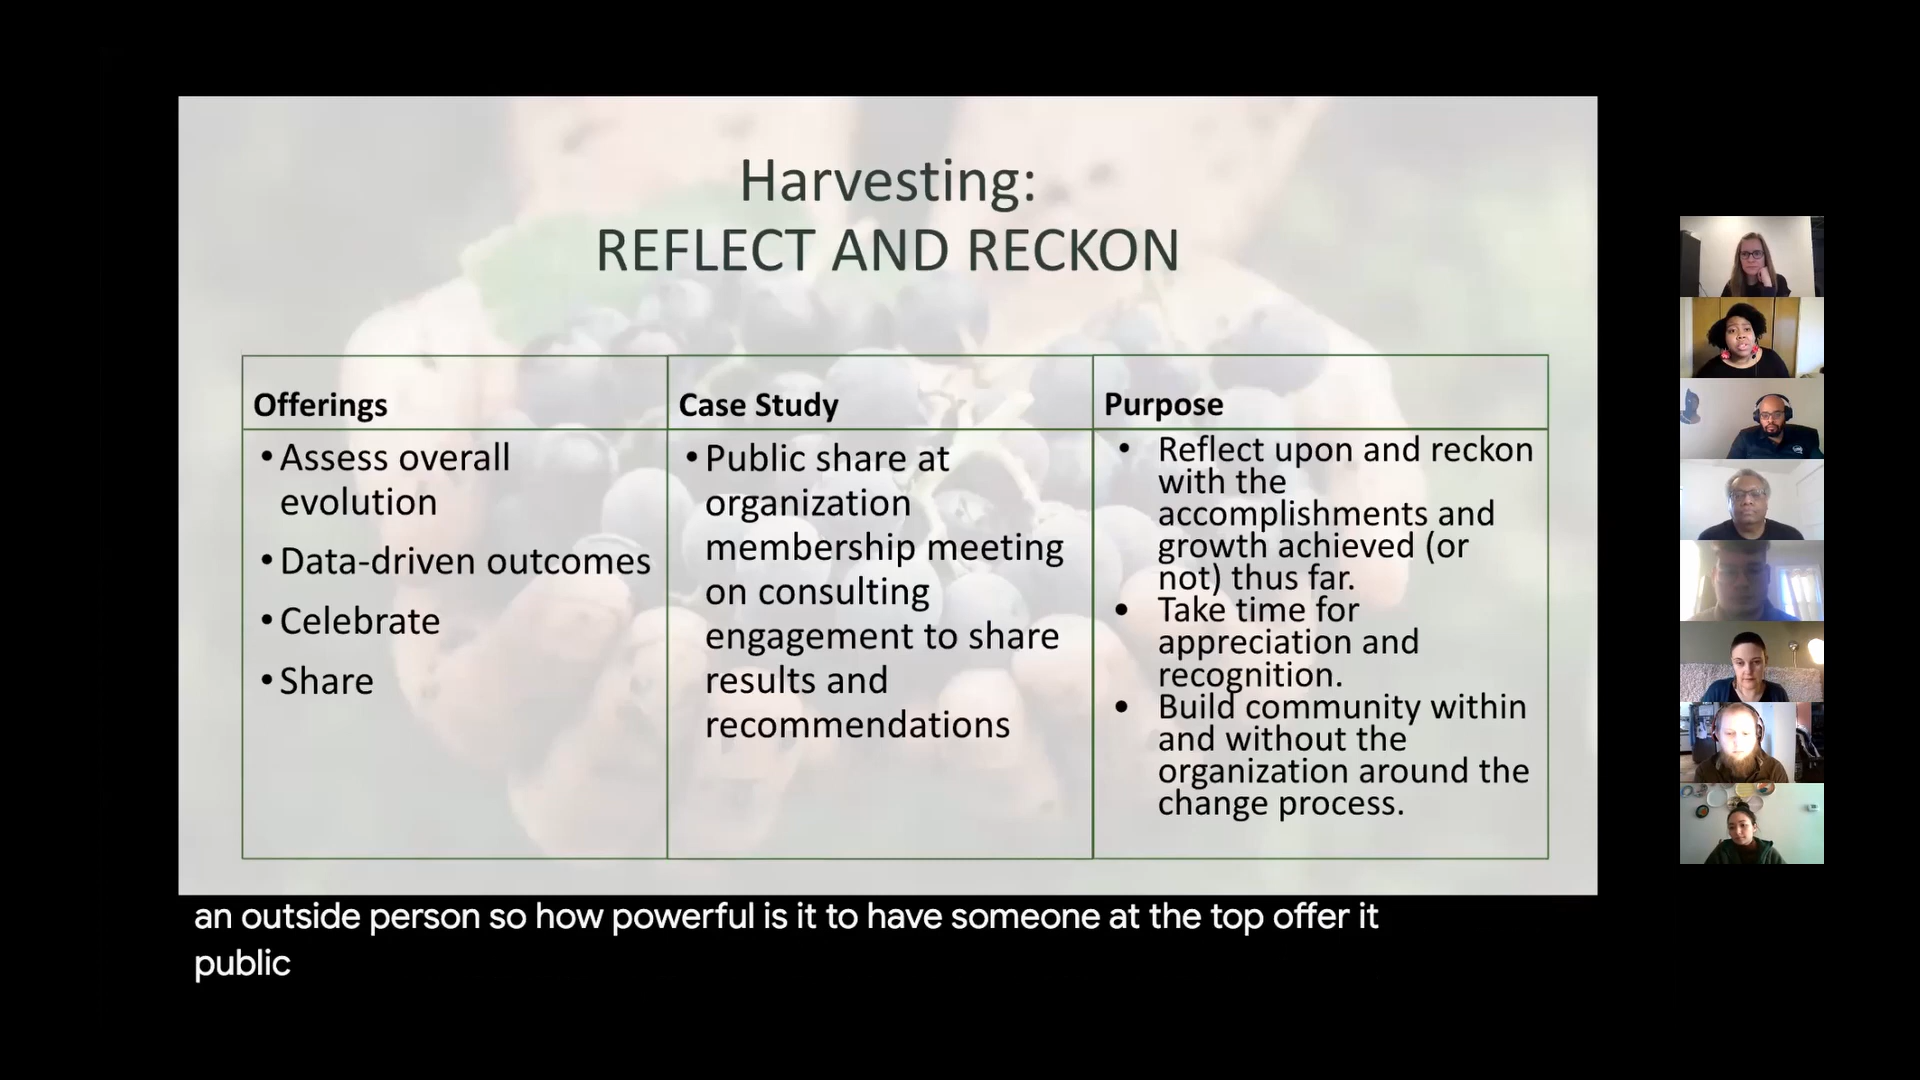 Harvesting:
REFLECT AND RECKON
Offerings
• Assess overall
evolution
• Data-driven outcomes
• Celebrate
• Share
Case Study
• Public share at
organization
membership meeting
on consulting
engagement to share
results and
recommendations
Purpose
• Reflect upon and reckon
with the
accomplishments and
growth achieved (or
not) thus far.
• Take time for
appreciation and
recognition.
• Build community within
and without the
organization around the
change process.
an outside person so how powerful is it to have someone at the top offer it
public